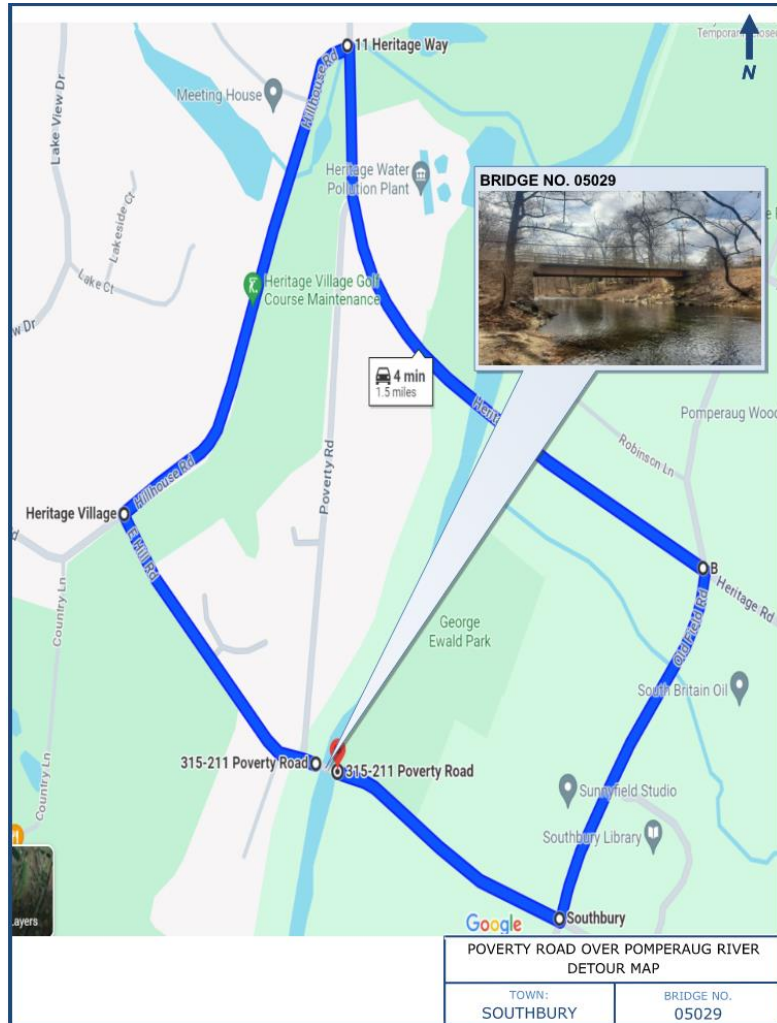 N
11 Heritage Way
Hillhouse Rd
Meeting House
Lake View Dr
Lakeside Ct
Lake Ct
Heritage Water
Pollution Plant
BRIDGE NO. 05029
Heritage Village Golf
Course Maintenance
4 min
1.5 miles
Poverty Rd
Pomperaug Wood
Robinson Ln
Heritage Village
Hillhouse Rd
E Hill Rd
Country Ln
B
Heritage Rd
Old Field Rd
George
Ewald Park
South Britain Oil
315-211 Poverty Road
315-211 Poverty Road
Country Ln
Sunnyfield Studio
Southbury Library
Southbury
Google
ayers
POVERTY ROAD OVER POMPERAUG RIVER
DETOUR MAP
TOWN:
SOUTHBURY
BRIDGE NO.
05029